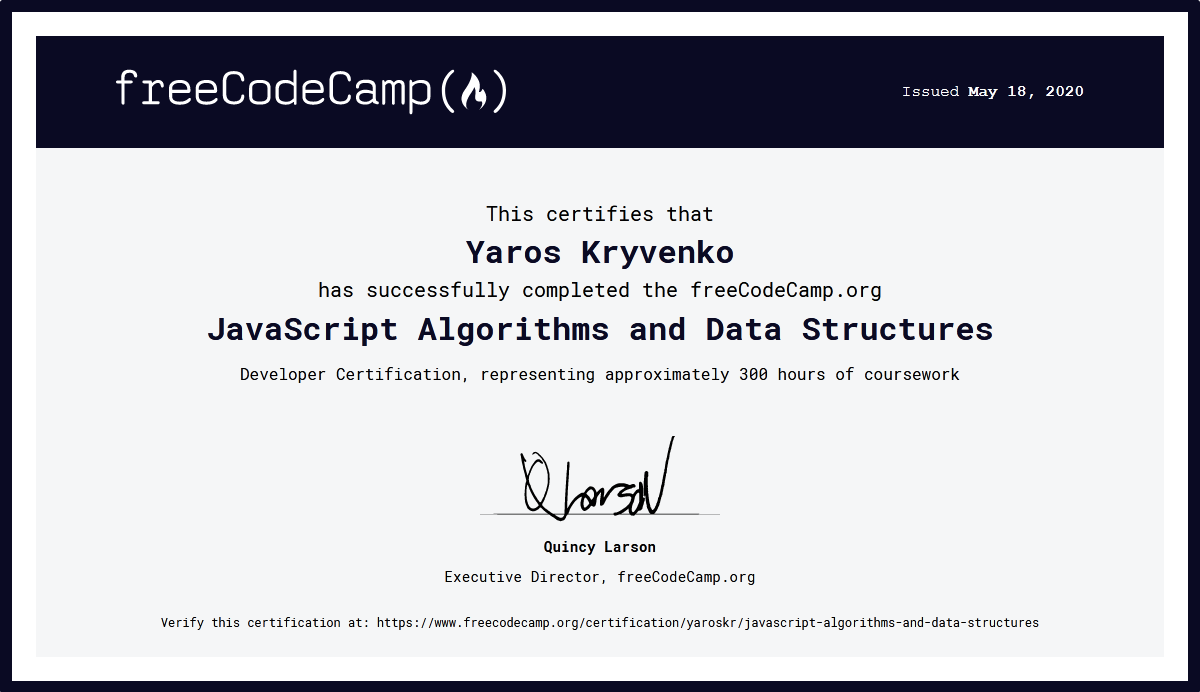 freeCodeCamp
Issued May 18, 2020
This certifies that
Yaros Kryvenko
has successfully completed the freeCodeCamp.org
JavaScript Algorithms and Data Structures
Developer Certification, representing approximately 300 hours of coursework
Q Larson
Quincy Larson
Executive Director, freeCodeCamp.org
Verify this certification at: https://www.freecodecamp.org/certification/yaroskr/javascript-algorithms-and-data-structures